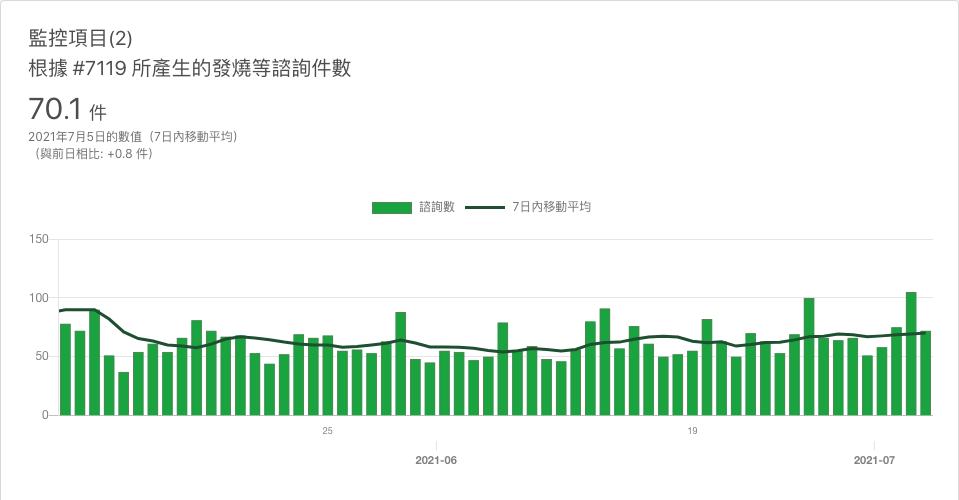 監控項目(2)
根據 #7119 所產生的發燒等諮詢件數
70.1 件
2021年7月5日的數值（7日內移動平均）
（與前日相比: +0.8 件）
諮詢數 7日內移動平均
150
100
50
0
25 19
2021-06 2021-07